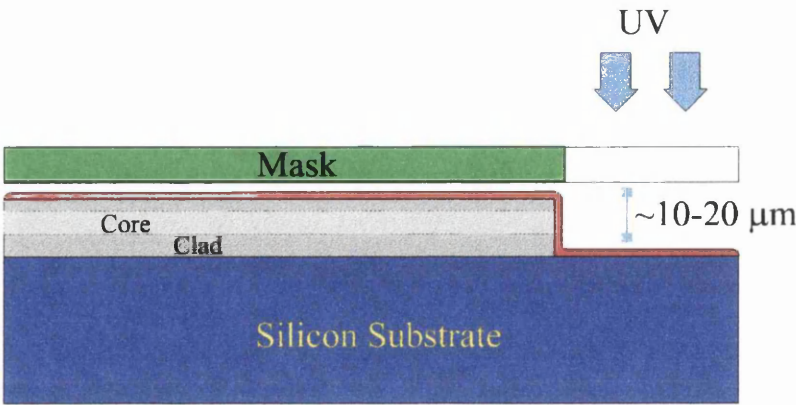 UV
Mask
~10-20 μm
Core
Clad
Silicon Substrate